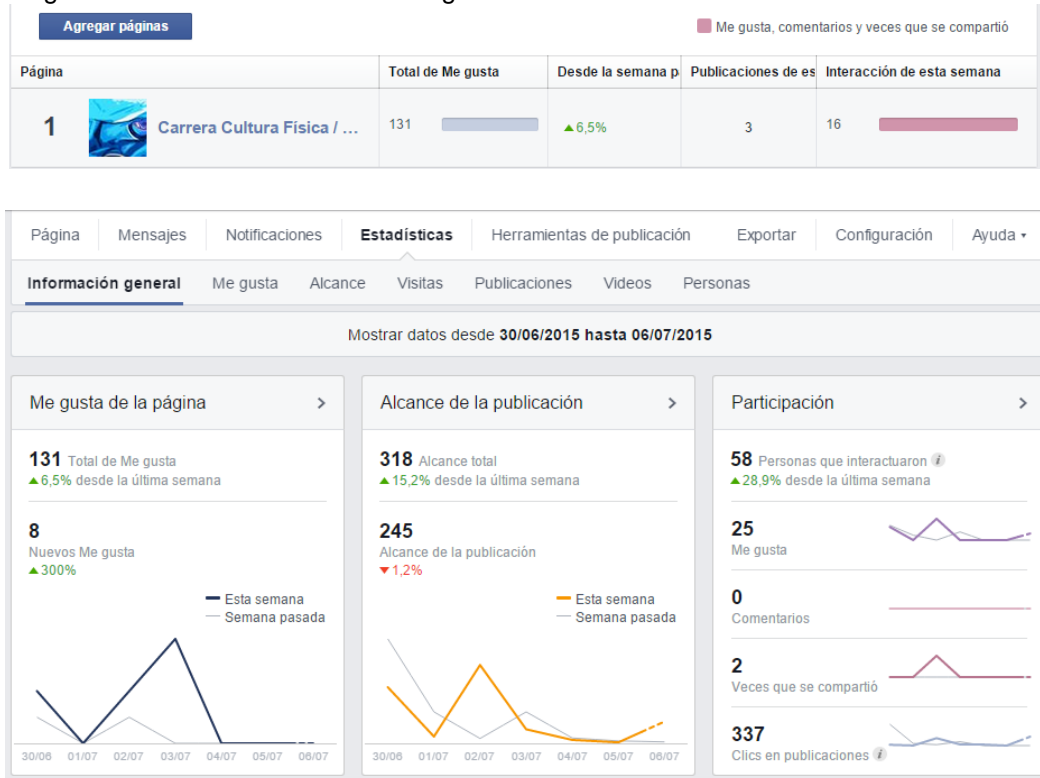 Agregar páginas
Me gusta, comentarios y veces que se compartió
Página Total de Me gusta Desde la semana p Publicaciones de es Interacción de esta semana
1 Carrera Cultura Física / ... 131 6,5% 3 16
Página Mensajes Notificaciones Estadísticas Herramientas de publicación Exportar Configuración Ayuda
Información general Me gusta Alcance Visitas Publicaciones Videos Personas
Mostrar datos desde 30/06/2015 hasta 06/07/2015
Me gusta de la página
131 Total de Me gusta
6,5% desde la última semana
8
Nuevos Me gusta
300%
Esta semana
Semana pasada
30/06 01/07 02/07 03/07 04/07 05/07 06/07
Alcance de la publicación
318 Alcance total
15,2% desde la última semana
245
Alcance de la publicación
1,2%
Esta semana
Semana pasada
30/06 01/07 02/07 03/07 04/07 05/07 06/07
Participación
58 Personas que interactuaron
28,9% desde la última semana
25
Me gusta
0
Comentarios
2
Veces que se compartió
337
Clics en publicaciones